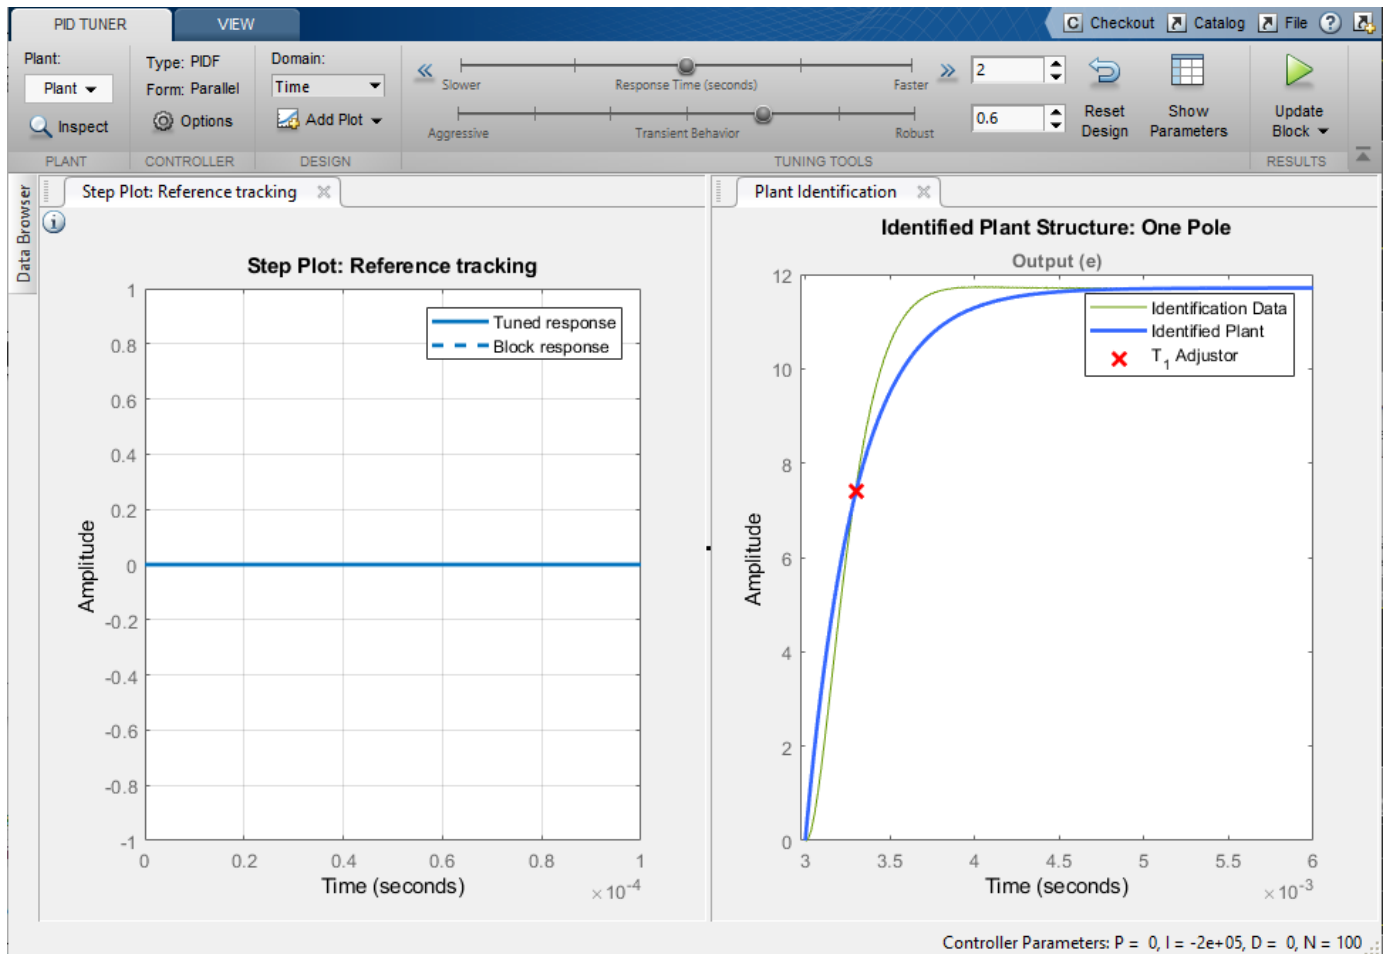 PID TUNER VIEW Checkout Catalog File ?
Plant:
Plant
Inspect
PLANT
Type: PIDF
Form: Parallel
Options
CONTROLLER
Domain:
Time
Add Plot
DESIGN
Slower Response Time (seconds) Faster 2
Aggressive Transient Behavior Robust 0.6
Reset
Design
Show
Parameters
TUNING TOOLS
Update
Block
RESULTS
Data Browser
Step Plot: Reference tracking
Step Plot: Reference tracking
1
0.8
0.6
0.4
0.2
0
-0.2
-0.4
-0.6
-0.8
-1
Amplitude
Tuned response
Block response
0 0.2 0.4 0.6 0.8 1
Time (seconds) ×10^-4
Plant Identification
Identified Plant Structure: One Pole
Output (e)
12
10
8
6
4
2
0
Amplitude
Identification Data
Identified Plant
T1 Adjustor
3 3.5 4 4.5 5 5.5 6
Time (seconds) ×10^-3
Controller Parameters: P = 0, I = -2e+05, D = 0, N = 100